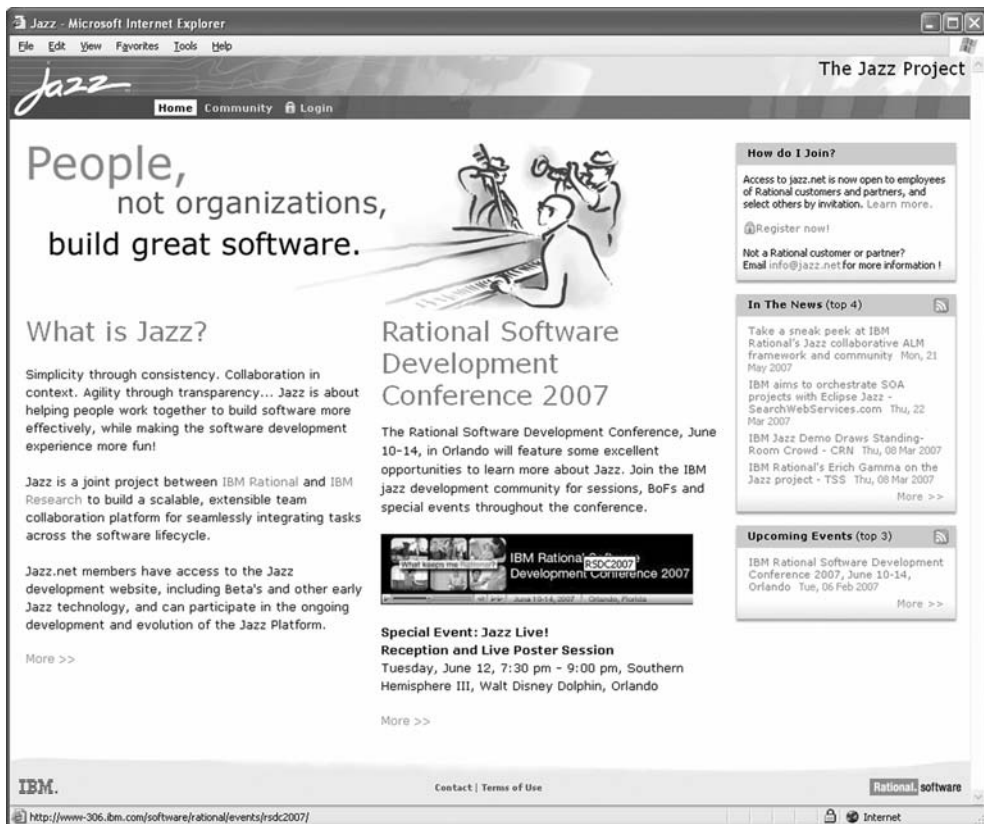 Jazz - Microsoft Internet Explorer
File Edit View Favorites Tools Help
Jazz
The Jazz Project
Home Community Login
People,
not organizations,
build great software.
What is Jazz?
Simplicity through consistency. Collaboration in
context. Agility through transparency... Jazz is about
helping people work together to build software more
effectively, while making the software development
experience more fun!
Jazz is a joint project between IBM Rational and IBM
Research to build a scalable, extensible team
collaboration platform for seamlessly integrating tasks
across the software lifecycle.
Jazz.net members have access to the Jazz
development website, including Beta's and other early
Jazz technology, and can participate in the ongoing
development and evolution of the Jazz Platform.
More >>
Rational Software
Development
Conference 2007
The Rational Software Development Conference, June
10-14, in Orlando will feature some excellent
opportunities to learn more about Jazz. Join the IBM
jazz development community for sessions, BoFs and
special events throughout the conference.
What keeps me Rational?
IBM Rational Software
RSDC2007
Development Conference 2007
June 10-14, 2007 | Orlando, Florida
Special Event: Jazz Live!
Reception and Live Poster Session
Tuesday, June 12, 7:30 pm - 9:00 pm, Southern
Hemisphere III, Walt Disney Dolphin, Orlando
More >>
How do I Join?
Access to jazz.net is now open to employees
of Rational customers and partners, and
select others by invitation. Learn more.
Register now!
Not a Rational customer or partner?
Email info@jazz.net for more information !
In The News (top 4)
Take a sneak peek at IBM
Rational's Jazz collaborative ALM
framework and community Mon, 21
May 2007
IBM aims to orchestrate SOA
projects with Eclipse Jazz -
SearchWebServices.com Thu, 22
Mar 2007
IBM Jazz Demo Draws Standing-
Room Crowd - CRN Thu, 08 Mar 2007
IBM Rational's Erich Gamma on the
Jazz project - TSS Thu, 08 Mar 2007
More >>
Upcoming Events (top 3)
IBM Rational Software Development
Conference 2007, June 10-14,
Orlando Tue, 06 Feb 2007
More >>
IBM.
Contact | Terms of Use
Rational. software
http://www-306.ibm.com/software/rational/events/rsdc2007/
Internet